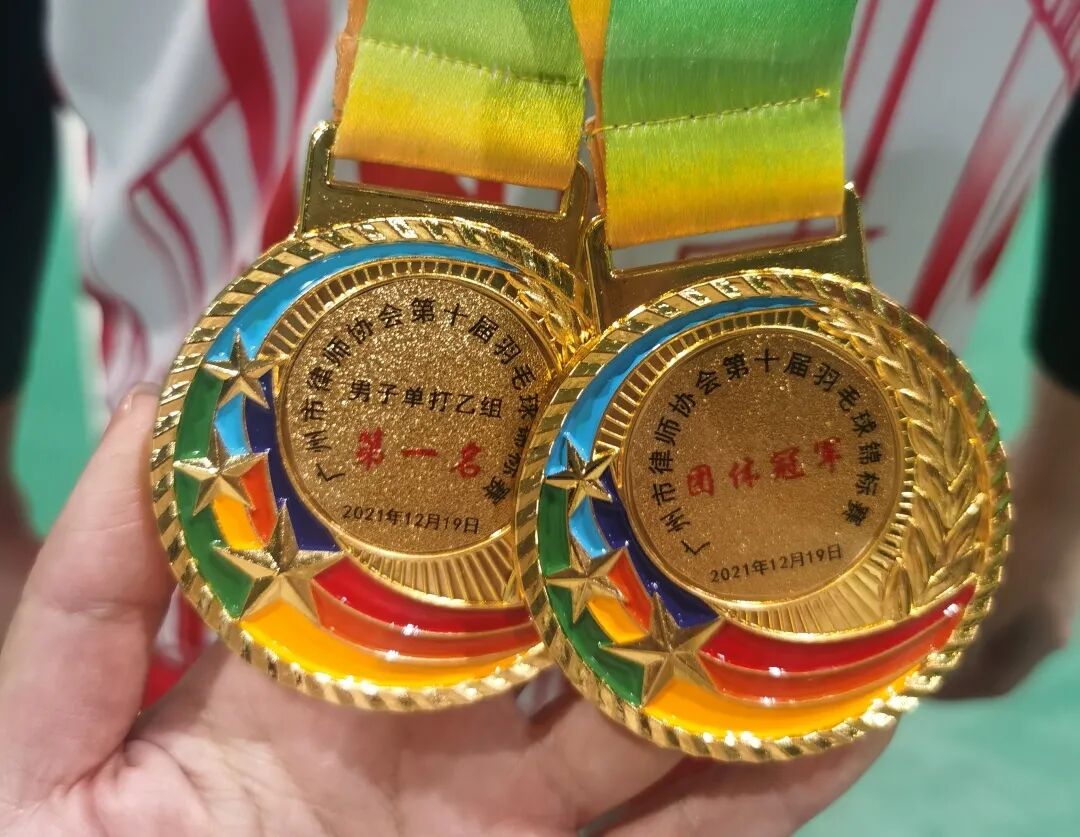 广州市律师协会第十届羽毛球锦标赛
男子单打乙组
第一名
2021年12月19日
广州市律师协会第十届羽毛球锦标赛
团体冠军
2021年12月19日